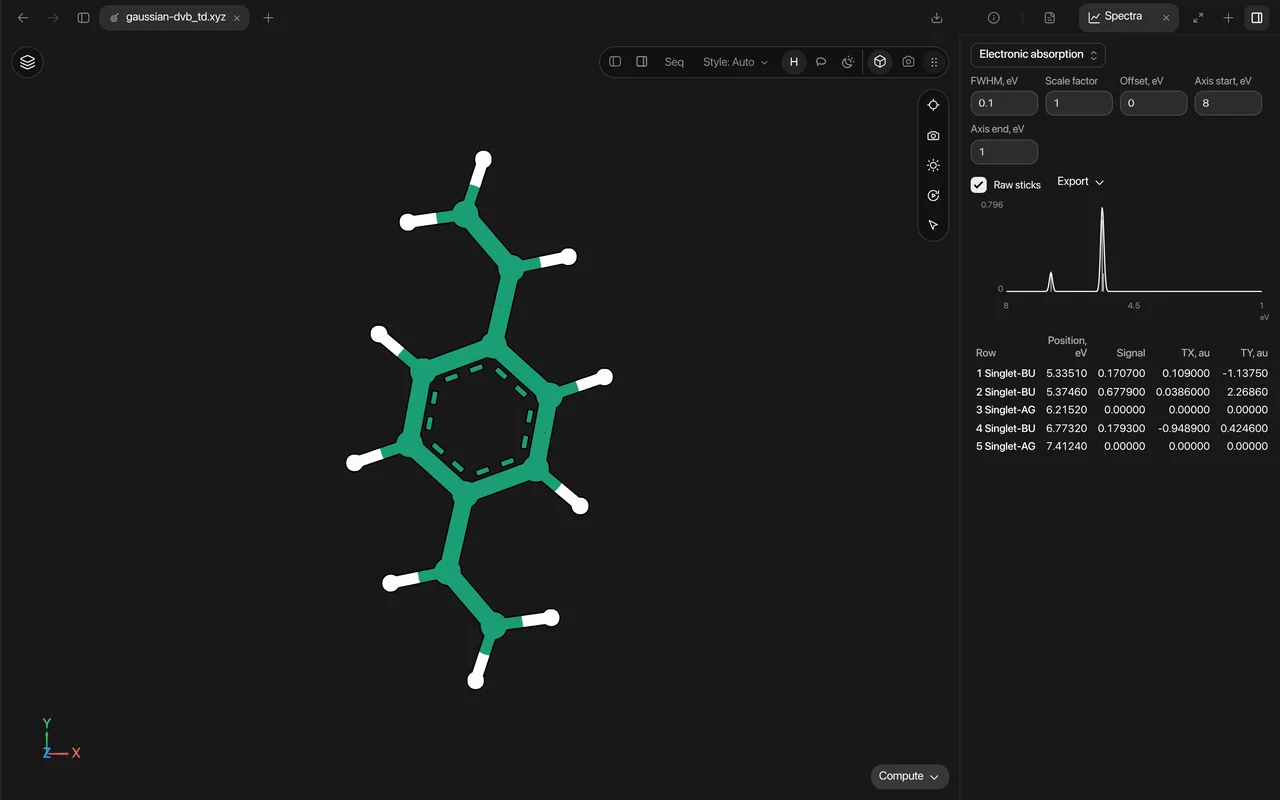 gaussian-dvb_td.xyz
Spectra
Seq
Style: Auto
H
Electronic absorption
FWHM, eV
Scale factor
Offset, eV
Axis start, eV
0.1
1
0
8
Axis end, eV
1
Raw sticks
Export
0.796
0
8
4.5
1
eV
Row Position, eV Signal TX, au TY, au
1 Singlet-BU 5.33510 0.170700 0.109000 -1.13750
2 Singlet-BU 5.37460 0.677900 0.0386000 2.26860
3 Singlet-AG 6.21520 0.00000 0.00000 0.00000
4 Singlet-BU 6.77320 0.179300 -0.948900 0.424600
5 Singlet-AG 7.41240 0.00000 0.00000 0.00000
Y
Z
X
Compute